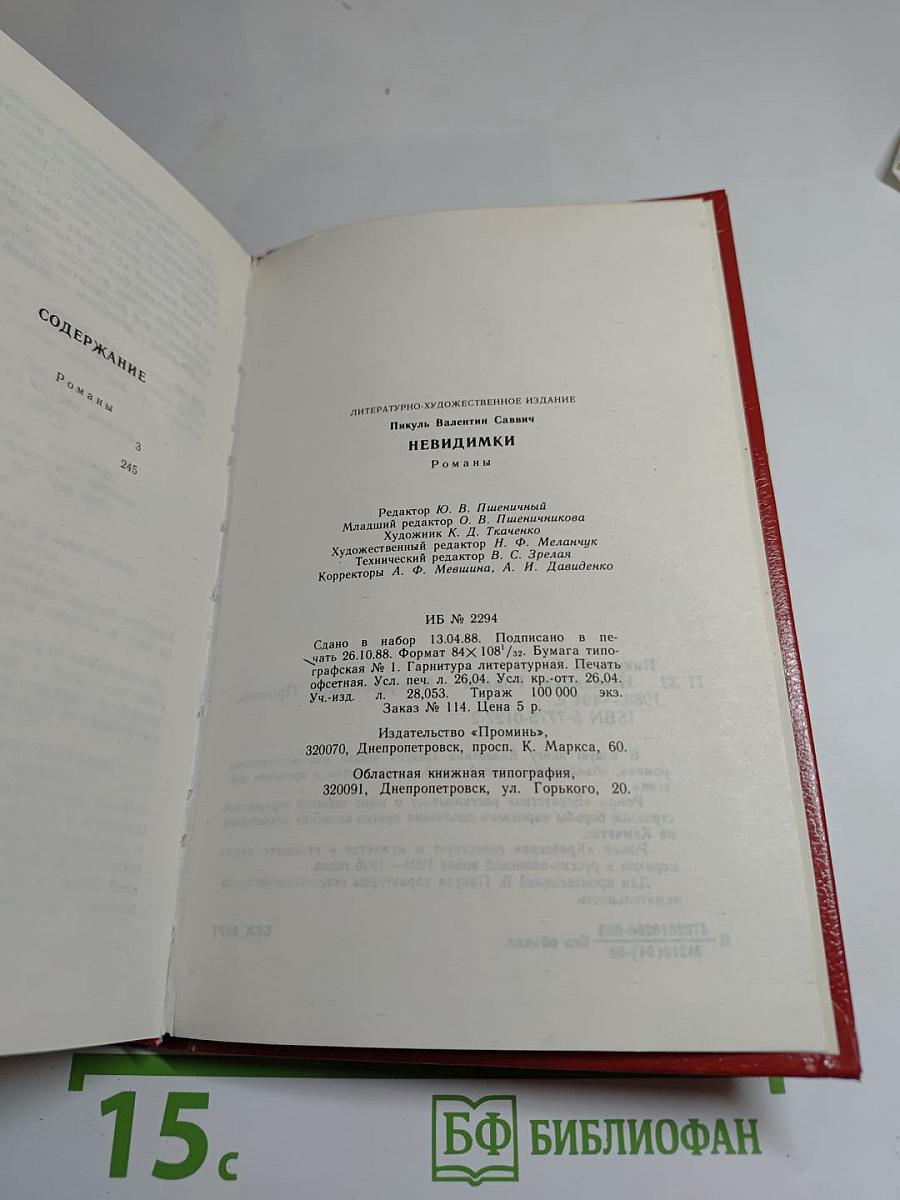 СОДЕРЖАНИЕ
Романы
3
245
ЛИТЕРАТУРНО-ХУДОЖЕСТВЕННОЕ ИЗДАНИЕ
Пикуль Валентин Саввич
НЕВИДИМКИ
Романы
Редактор Ю. В. Пшеничный
Младший редактор О. В. Пшеничникова
Художник К. Д. Ткаченко
Художественный редактор Н. Ф. Меланчук
Технический редактор В. С. Зрелая
Корректоры А. Ф. Мевшина, А. И. Давиденко
ИБ № 2294
Сдано в набор 13.04.88. Подписано в пе-
чать 26.10.88. Формат 84×108¹/₃₂. Бумага типо-
графская № 1. Гарнитура литературная. Печать
офсетная. Усл. печ. л. 26,04. Усл. кр.-отт. 26,04.
Уч.-изд. л. 28,053. Тираж 100 000 экз.
Заказ № 114. Цена 5 р.
Издательство «Проминь»,
320070, Днепропетровск, просп. К. Маркса, 60.
Областная книжная типография,
320091, Днепропетровск, ул. Горького, 20.
15 с
БФ БИБЛИОФАН